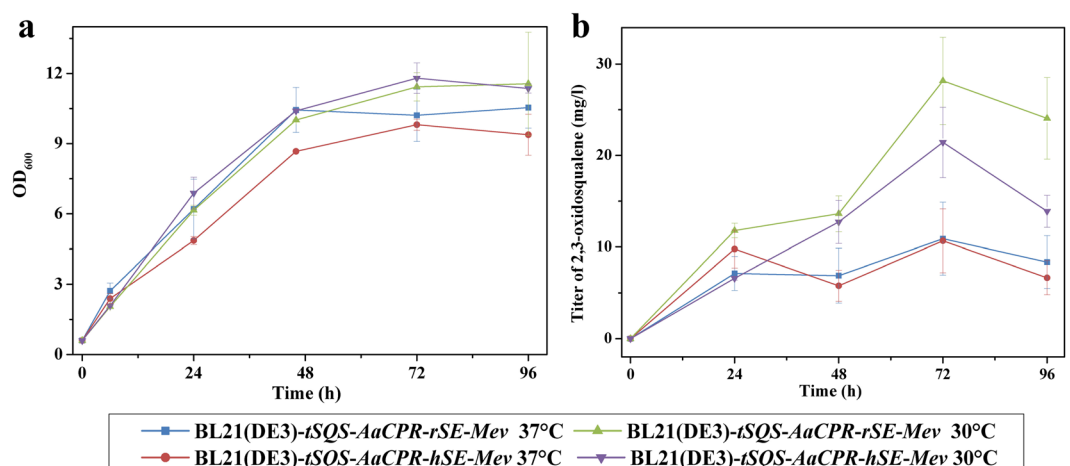 a
b
OD600
12
9
6
3
0
0 24 48 72 96
Time (h)
Titer of 2,3-oxidosqualene (mg/l)
30
20
10
0
0 24 48 72 96
Time (h)
BL21(DE3)-tSQS-AaCPR-rSE-Mev 37°C
BL21(DE3)-tSQS-AaCPR-rSE-Mev 30°C
BL21(DE3)-tSQS-AaCPR-hSE-Mev 37°C
BL21(DE3)-tSQS-AaCPR-hSE-Mev 30°C